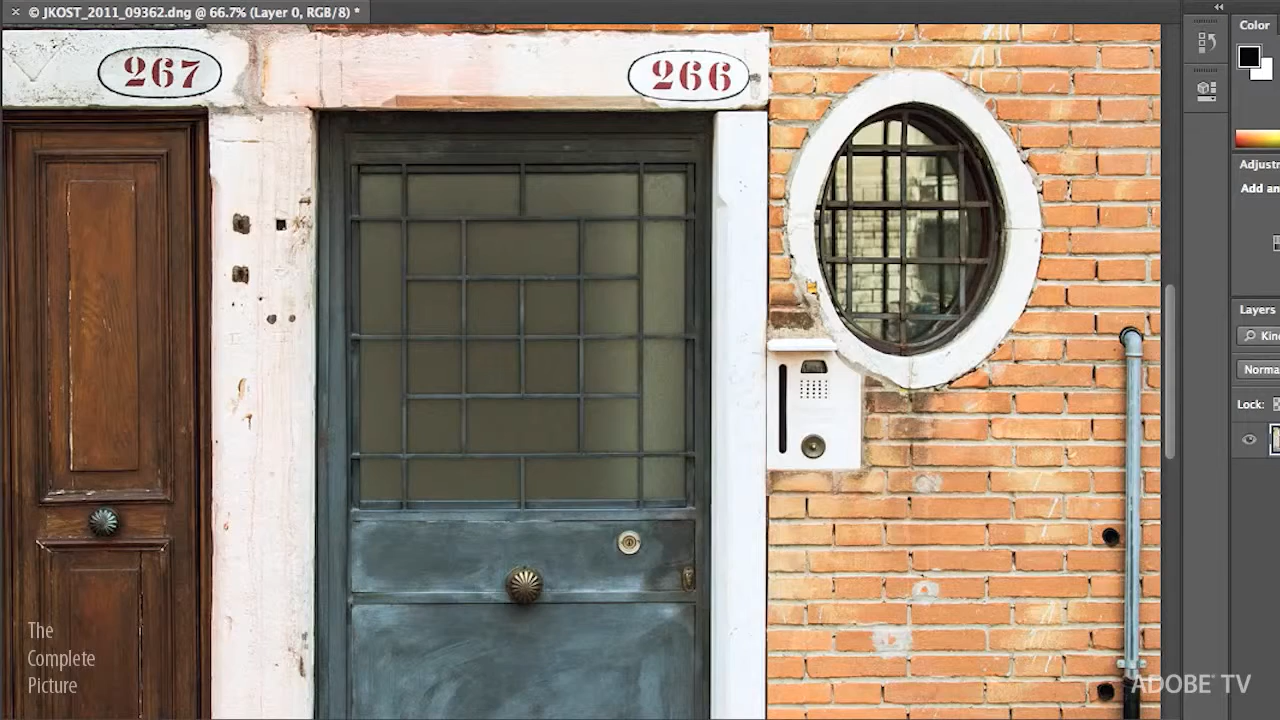 × © JKOST_2011_09362.dng @ 66.7% (Layer 0, RGB/8) *
Color
267
266
Adjustm
Add an
Layers
Kind
Norma
Lock:
The
Complete
Picture
ADOBE® TV